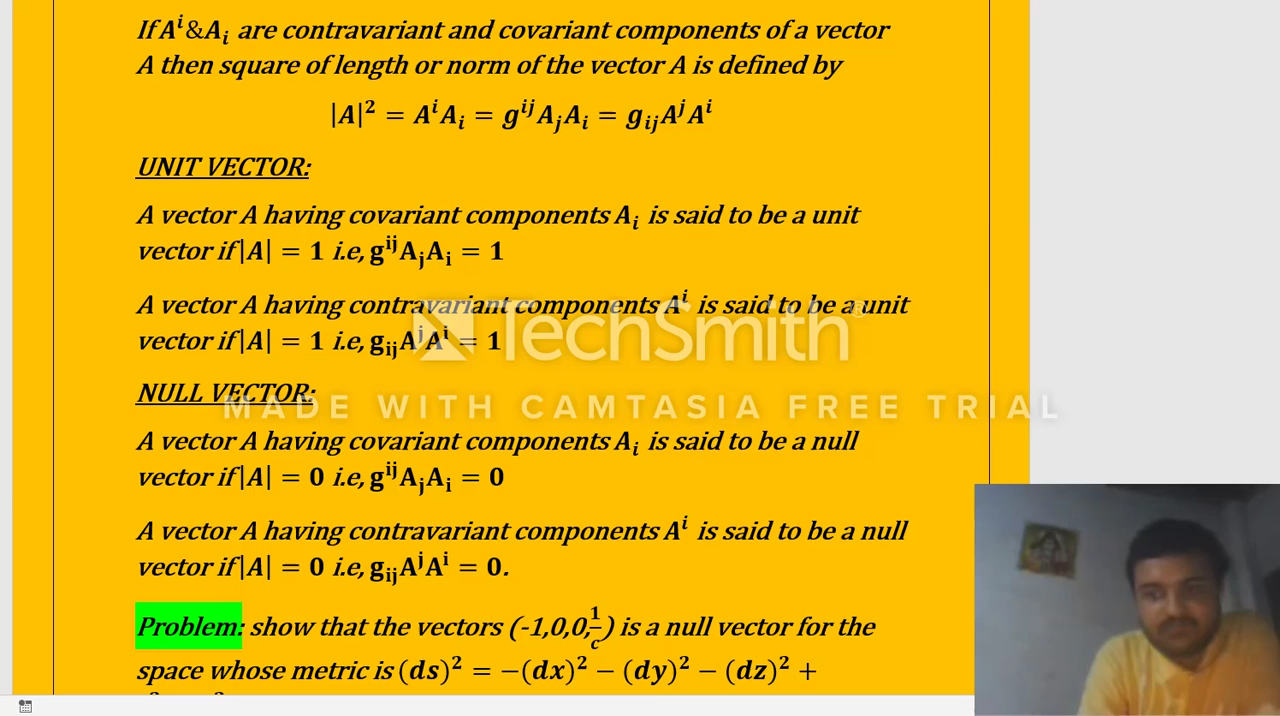 If Aⁱ&Aᵢ are contravariant and covariant components of a vector
A then square of length or norm of the vector A is defined by
|A|² = AⁱAᵢ = gⁱʲAⱼAᵢ = gᵢⱼAʲAⁱ
UNIT VECTOR:
A vector A having covariant components Aᵢ is said to be a unit
vector if |A| = 1 i.e, gⁱʲAⱼAᵢ = 1
A vector A having contravariant components Aⁱ is said to be a unit
vector if |A| = 1 i.e, gᵢⱼAʲAⁱ = 1
TechSmith®
NULL VECTOR:
MADE WITH CAMTASIA FREE TRIAL
A vector A having covariant components Aᵢ is said to be a null
vector if |A| = 0 i.e, gⁱʲAⱼAᵢ = 0
A vector A having contravariant components Aⁱ is said to be a null
vector if |A| = 0 i.e, gᵢⱼAʲAⁱ = 0.
Problem: show that the vectors (-1,0,0,1/c) is a null vector for the
space whose metric is (ds)² = −(dx)² − (dy)² − (dz)² +